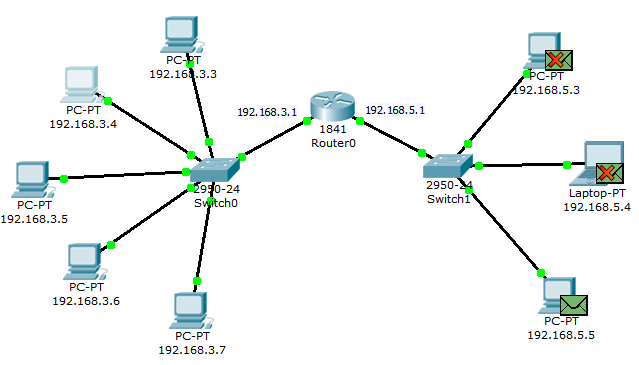 PC-PT
192.168.3.3
PC-PT
192.168.3.4
PC-PT
192.168.3.5
PC-PT
192.168.3.6
PC-PT
192.168.3.7
2950-24
Switch0
192.168.3.1
1841
Router0
192.168.5.1
2950-24
Switch1
PC-PT
192.168.5.3
Laptop-PT
192.168.5.4
PC-PT
192.168.5.5